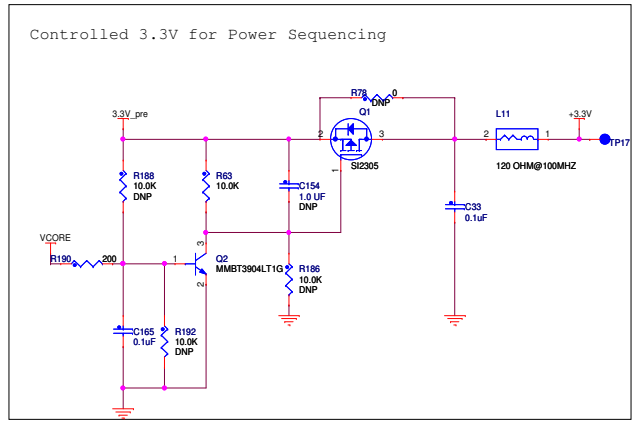 Controlled 3.3V for Power Sequencing
R78 0
DNP
Q1
L11
3.3V_pre
+3.3V
2 3
2 1
TP17
SI2305
120 OHM@100MHZ
1
R188
10.0K
DNP
R63
10.0K
C154
1.0 UF
DNP
C33
0.1uF
VCORE
3
R190 200
1
Q2
MMBT3904LT1G
2
R186
10.0K
DNP
C165
0.1uF
R192
10.0K
DNP